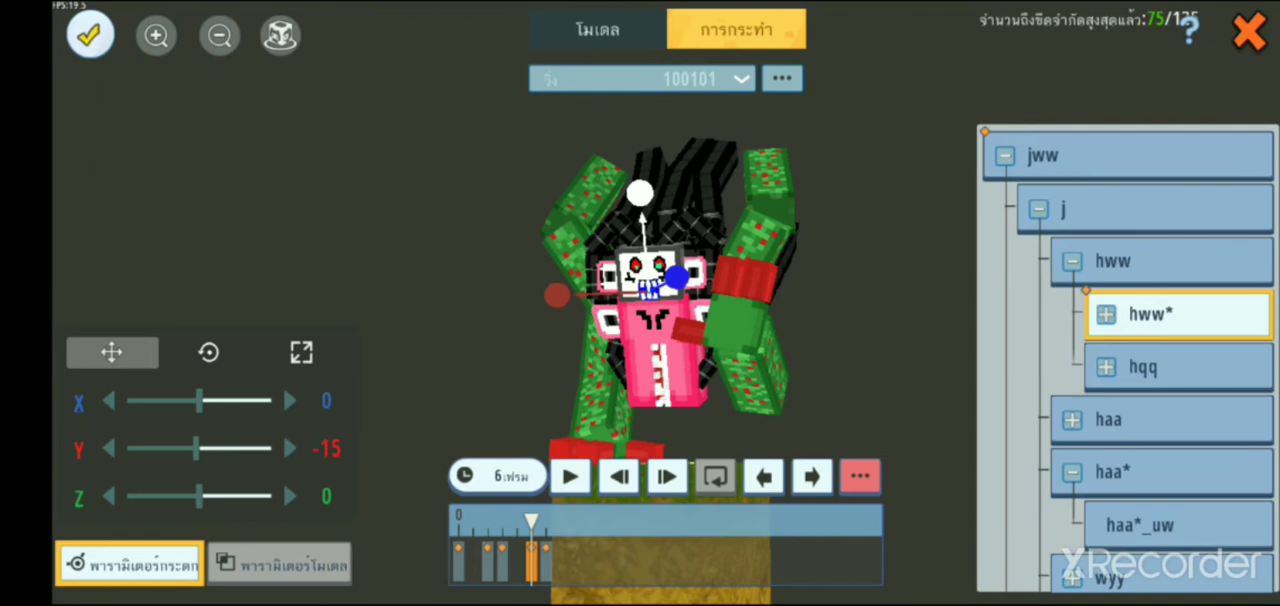 FPS:19.5
โมเดล
การกระทำ
จำนวนถึงขีดจำกัดสูงสุดแล้ว:75/125
?
วิ่ง 100101
jww
j
hww
hww*
hqq
haa
haa*
haa*_uw
wyy
X 0
Y -15
Z 0
6เฟรม
0
พารามิเตอร์กระดูก
พารามิเตอร์โมเดล
XRecorder